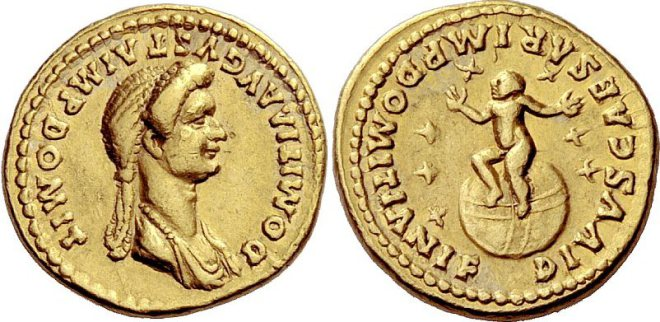 DOMITIA AVGVSTA IMP DOMIT
DIVVS CAESAR IMP DOMITIANI F